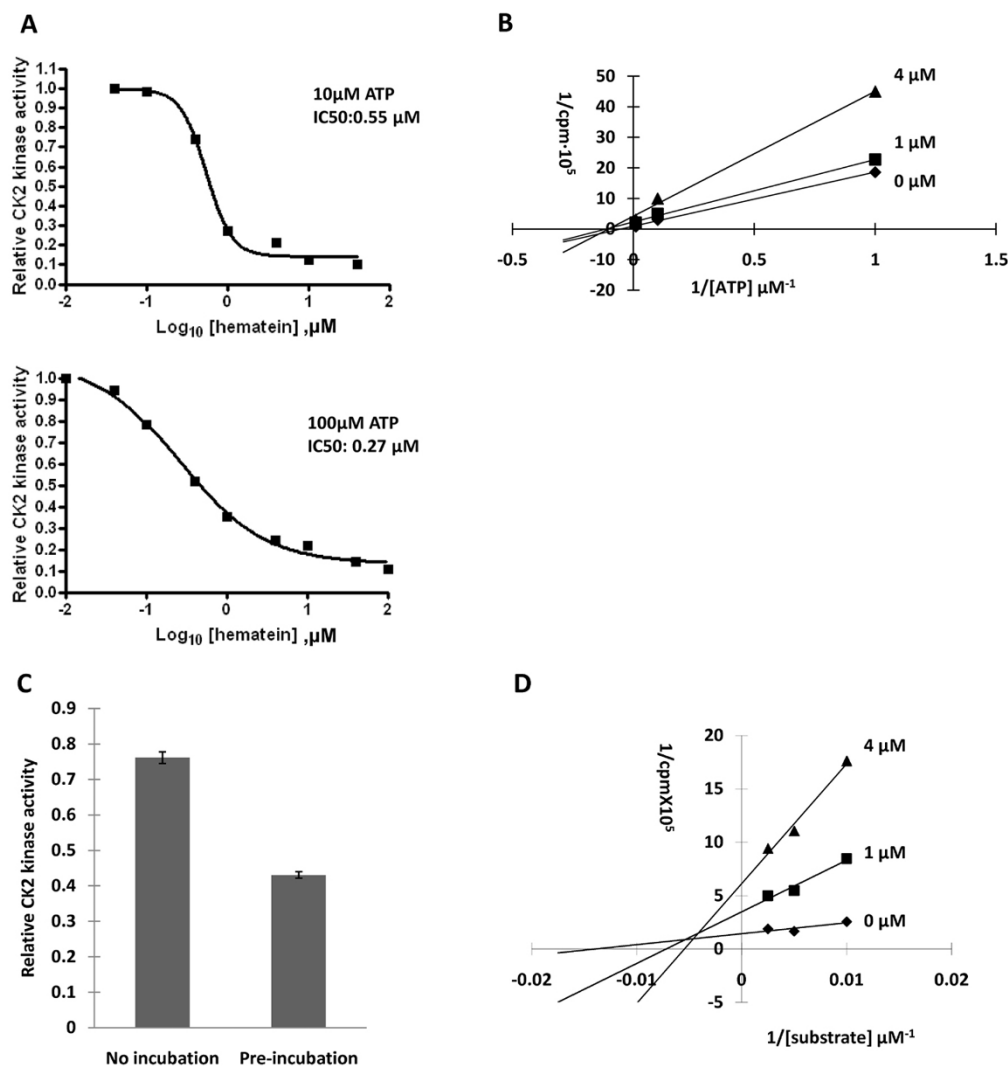 A
1.1
1.0
0.9
0.8
0.7
0.6
0.5
0.4
0.3
0.2
0.1
0.0
-2
-1
0
1
2
Relative CK2 kinase activity
Log10 [hematein] ,μM
10μM ATP
IC50:0.55 μM
1.0
0.9
0.8
0.7
0.6
0.5
0.4
0.3
0.2
0.1
0.0
-2
-1
0
1
2
Relative CK2 kinase activity
Log10 [hematein] ,μM
100μM ATP
IC50: 0.27 μM
B
1/cpm·10⁵
50
40
30
20
10
0
-10
-20
-0.5
0
0.5
1
1.5
4 μM
1 μM
0 μM
1/[ATP] μM⁻¹
C
Relative CK2 kinase activity
0.9
0.8
0.7
0.6
0.5
0.4
0.3
0.2
0.1
0
No incubation
Pre-incubation
D
1/cpmX10⁵
20
15
10
5
0
-5
-0.02
-0.01
0
0.01
0.02
4 μM
1 μM
0 μM
1/[substrate] μM⁻¹